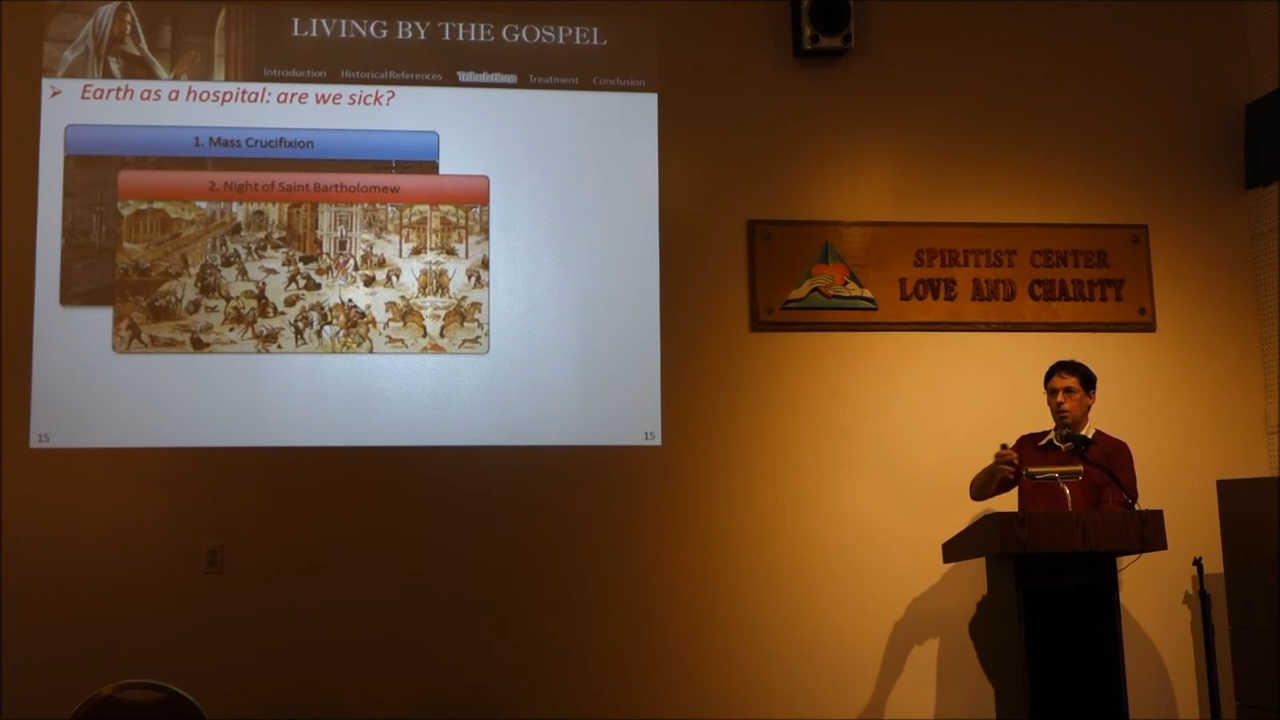 LIVING BY THE GOSPEL
Introduction Historical References Tribulations Treatment Conclusion
➢ Earth as a hospital: are we sick?
1. Mass Crucifixion
2. Night of Saint Bartholomew
15 15
SPIRITIST CENTER
LOVE AND CHARITY